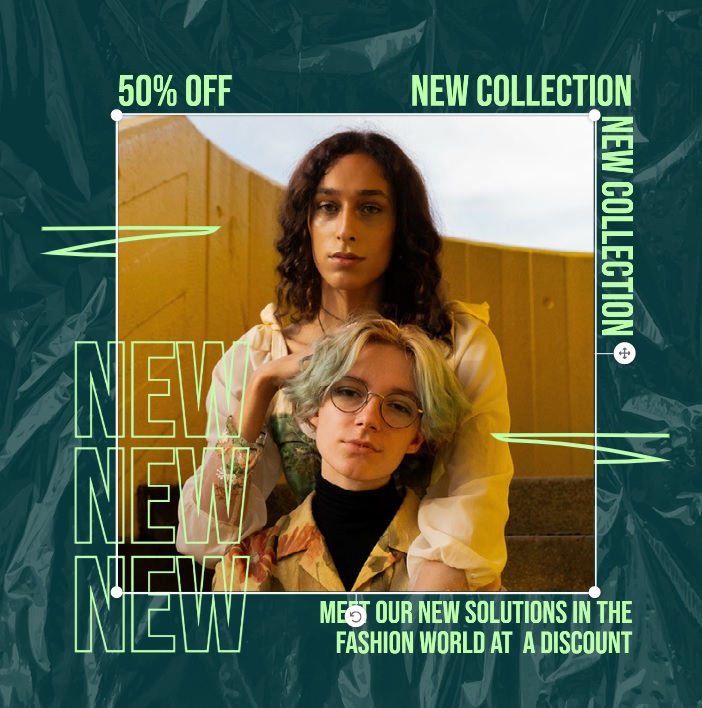 50% OFF
NEW COLLECTION
NEW COLLECTION
NEW
NEW
NEW
MEET OUR NEW SOLUTIONS IN THE
FASHION WORLD AT A DISCOUNT